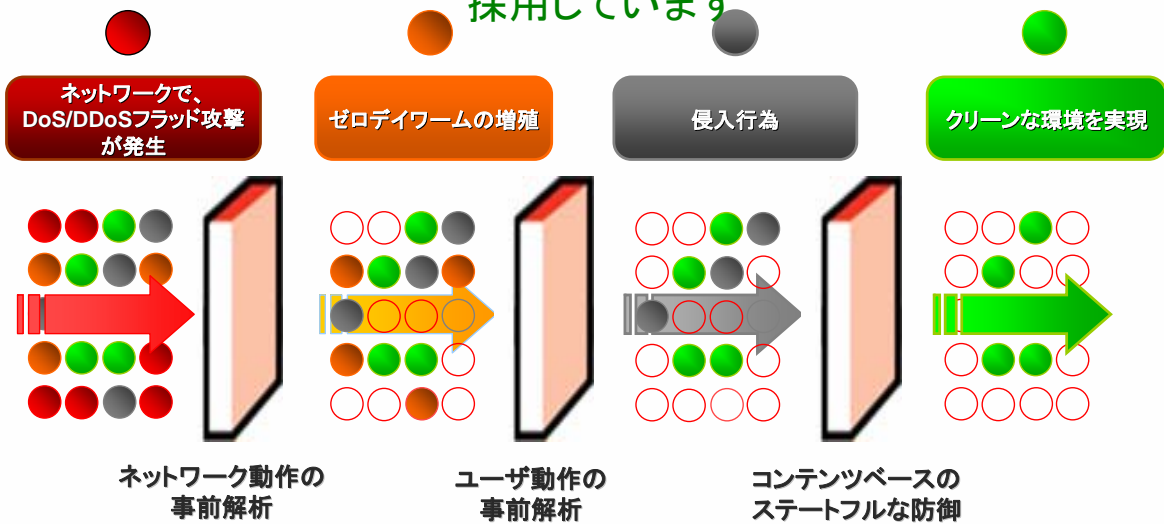 採用しています
ネットワークで、
DoS/DDoSフラッド攻撃
が発生
ゼロデイワームの増殖
侵入行為
クリーンな環境を実現
ネットワーク動作の
事前解析
ユーザ動作の
事前解析
コンテンツベースの
ステートフルな防御